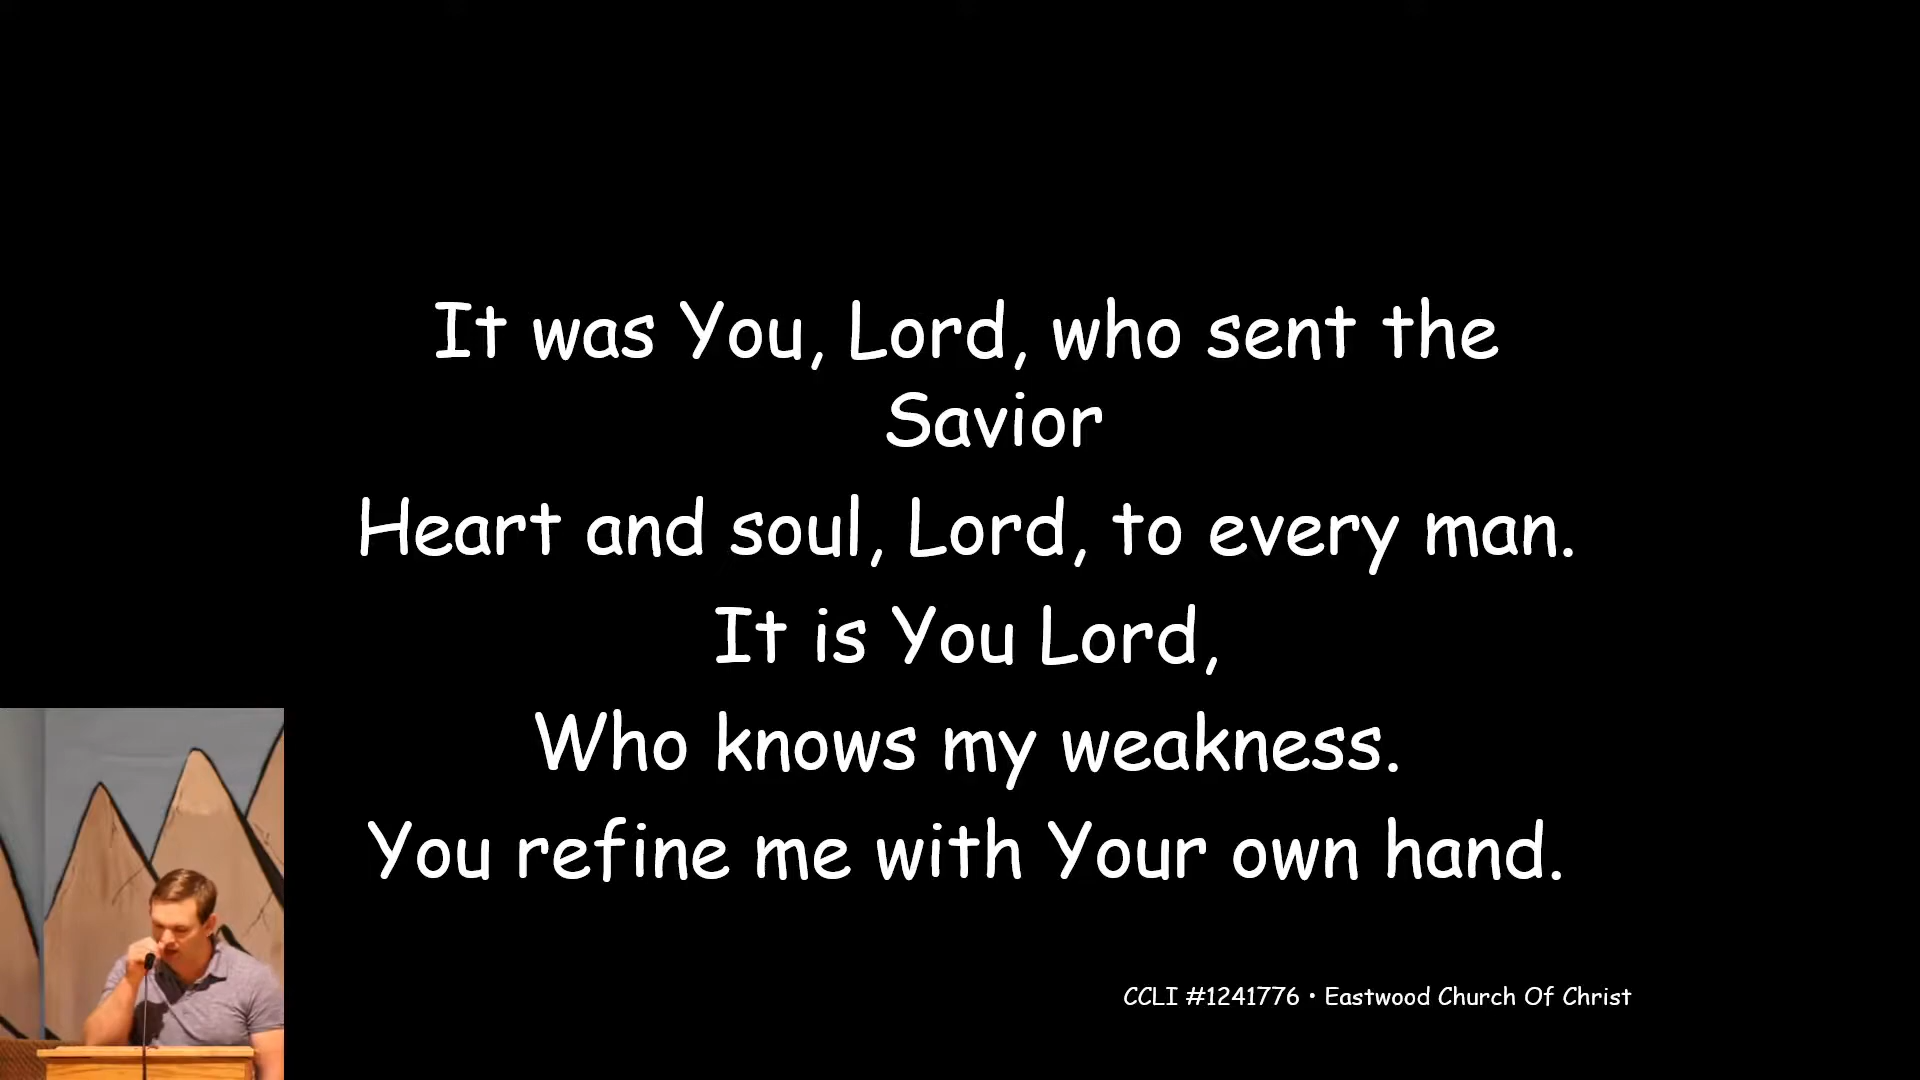 It was You, Lord, who sent the
Savior
Heart and soul, Lord, to every man.
It is You Lord,
Who knows my weakness.
You refine me with Your own hand.
CCLI #1241776 • Eastwood Church Of Christ